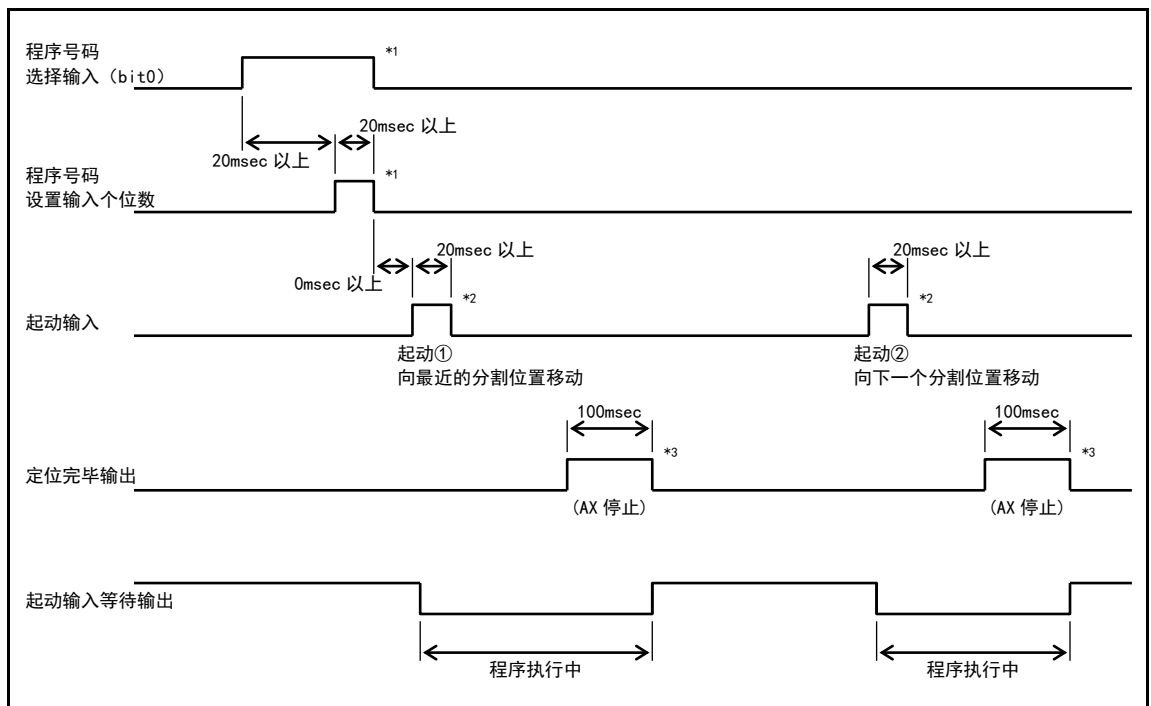 程序号码
选择输入（bit0）
*1
20msec 以上
20msec 以上
程序号码
设置输入个位数
*1
20msec 以上
20msec 以上
0msec 以上
*2
*2
起动输入
起动①
向最近的分割位置移动
起动②
向下一个分割位置移动
100msec
100msec
*3
*3
定位完毕输出
(AX 停止)
(AX 停止)
起动输入等待输出
程序执行中
程序执行中